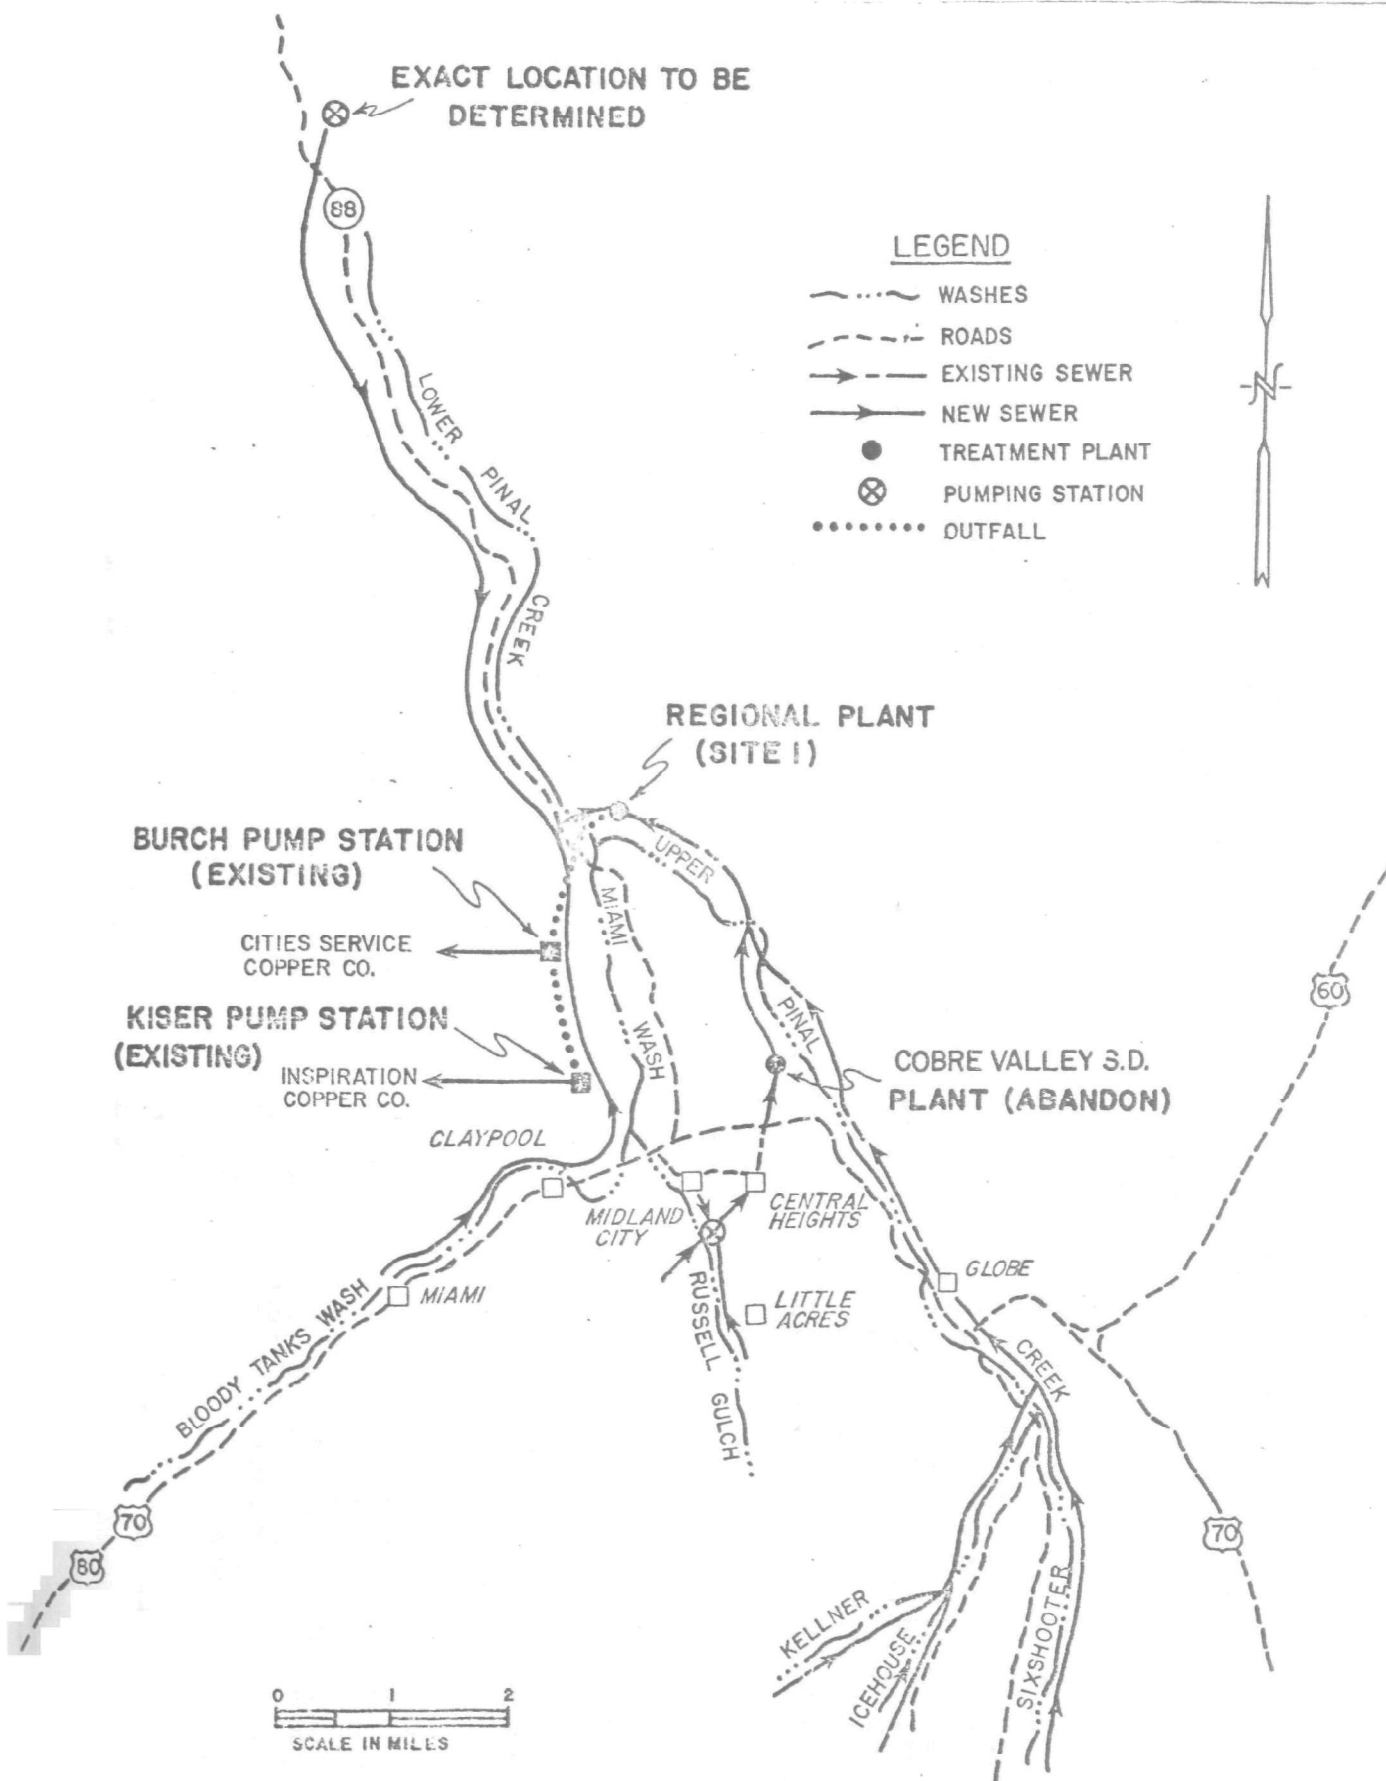 EXACT LOCATION TO BE
DETERMINED
88
LEGEND
WASHES
ROADS
EXISTING SEWER
NEW SEWER
TREATMENT PLANT
PUMPING STATION
OUTFALL
N
LOWER
PINAL
CREEK
REGIONAL PLANT
(SITE 1)
BURCH PUMP STATION
(EXISTING)
UPPER
MIAMI
CITIES SERVICE
COPPER CO.
60
KISER PUMP STATION
(EXISTING)
WASH
PINAL
INSPIRATION
COPPER CO.
COBRE VALLEY S.D.
PLANT (ABANDON)
CLAYPOOL
MIDLAND
CITY
CENTRAL
HEIGHTS
GLOBE
MIAMI
LITTLE
ACRES
BLOODY TANKS WASH
RUSSELL GULCH
CREEK
70
80
70
KELLNER
ICEHOUSE
SIXSHOOTER
0 1 2
SCALE IN MILES